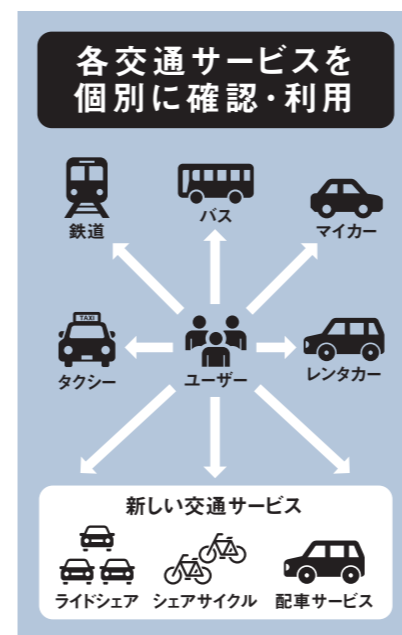 各交通サービスを
個別に確認・利用
鉄道
バス
マイカー
TAXI
タクシー
ユーザー
レンタカー
新しい交通サービス
ライドシェア
シェアサイクル
配車サービス